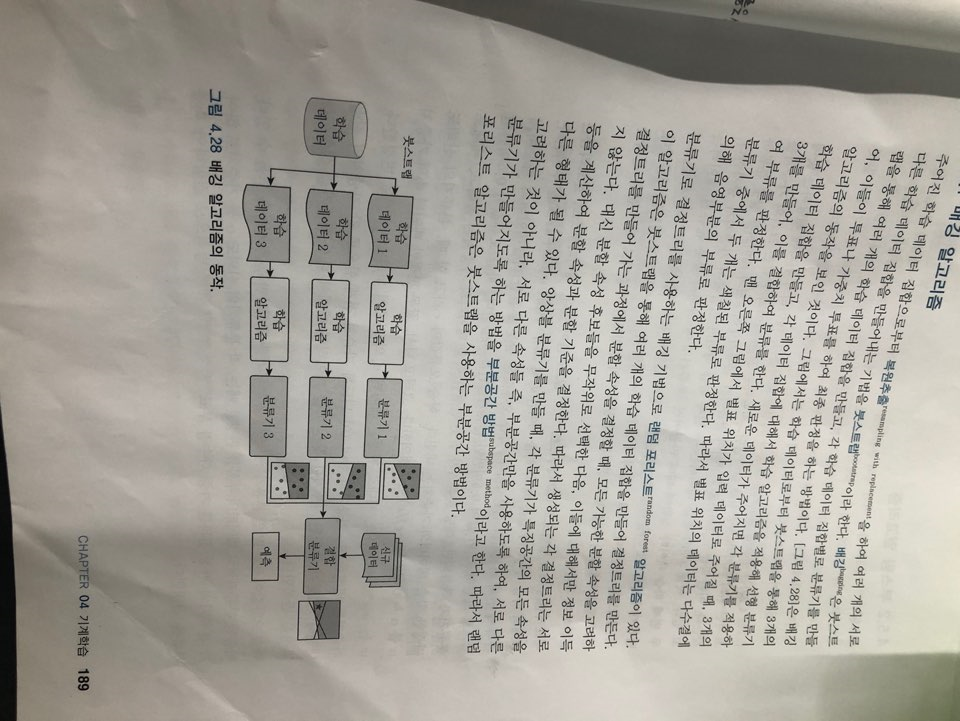 배깅 알고리즘
주어진 학습 데이터 집합으로부터 복원추출resampling with replacement을 하여 여러 개의 서로
다른 학습 데이터 집합을 만들어내는 기법을 붓스트랩bootstrap이라 한다. 배깅bagging은 붓스트
랩을 통해 여러 개의 학습 데이터 집합을 만들고, 각 학습 데이터 집합별로 분류기를 만들
어, 이들이 투표나 가중치 투표를 하여 최종 판정을 하는 방법이다. [그림 4.28]은 배깅
알고리즘의 동작을 보인 것이다. 그림에서는 학습 데이터로부터 붓스트랩을 통해 3개의
학습 데이터 집합을 만들고, 각 데이터 집합에 대해서 학습 알고리즘을 적용해 선형 분류기
3개를 만들어, 이를 결합하여 분류를 한다. 새로운 데이터가 주어지면 각 분류기를 적용하
여 부류를 판정한다. 맨 오른쪽 그림에서 별표 위치가 입력 데이터로 주어질 때, 3개의
분류기 중에서 두 개는 색칠된 부류로 판정한다. 따라서 별표 위치의 데이터는 다수결에
의해 음영부분의 부류로 판정한다.
분류기로 결정트리를 사용하는 배깅 기법으로 랜덤 포리스트random forest 알고리즘이 있다.
이 알고리즘은 붓스트랩을 통해 여러 개의 학습 데이터 집합을 만들어 결정트리를 만든다.
결정트리를 만들어 가는 과정에서 분할 속성을 결정할 때, 모든 가능한 분할 속성을 고려하
지 않는다. 대신 분할 속성 후보들을 무작위로 선택한 다음, 이들에 대해서만 정보 이득
등을 계산하여 분할 속성과 분할 기준을 결정한다. 따라서 생성되는 각 결정트리는 서로
다른 형태가 될 수 있다. 앙상블 분류기를 만들 때, 각 분류기가 특정공간의 모든 속성을
고려하는 것이 아니라, 서로 다른 속성들 즉, 부분공간만을 사용하도록 하여, 서로 다른
분류기가 만들어지도록 하는 방법을 부분공간 방법subspace method이라고 한다. 따라서 랜덤
포리스트 알고리즘은 붓스트랩을 사용하는 부분공간 방법이다.
붓스트랩
학습
데이터
학습
데이터 1
학습
알고리즘
분류기 1
학습
데이터 2
학습
알고리즘
분류기 2
학습
데이터 3
학습
알고리즘
분류기 3
신규
데이터
결합
분류기
예측
그림 4.28 배깅 알고리즘의 동작.
CHAPTER 04 기계학습 189